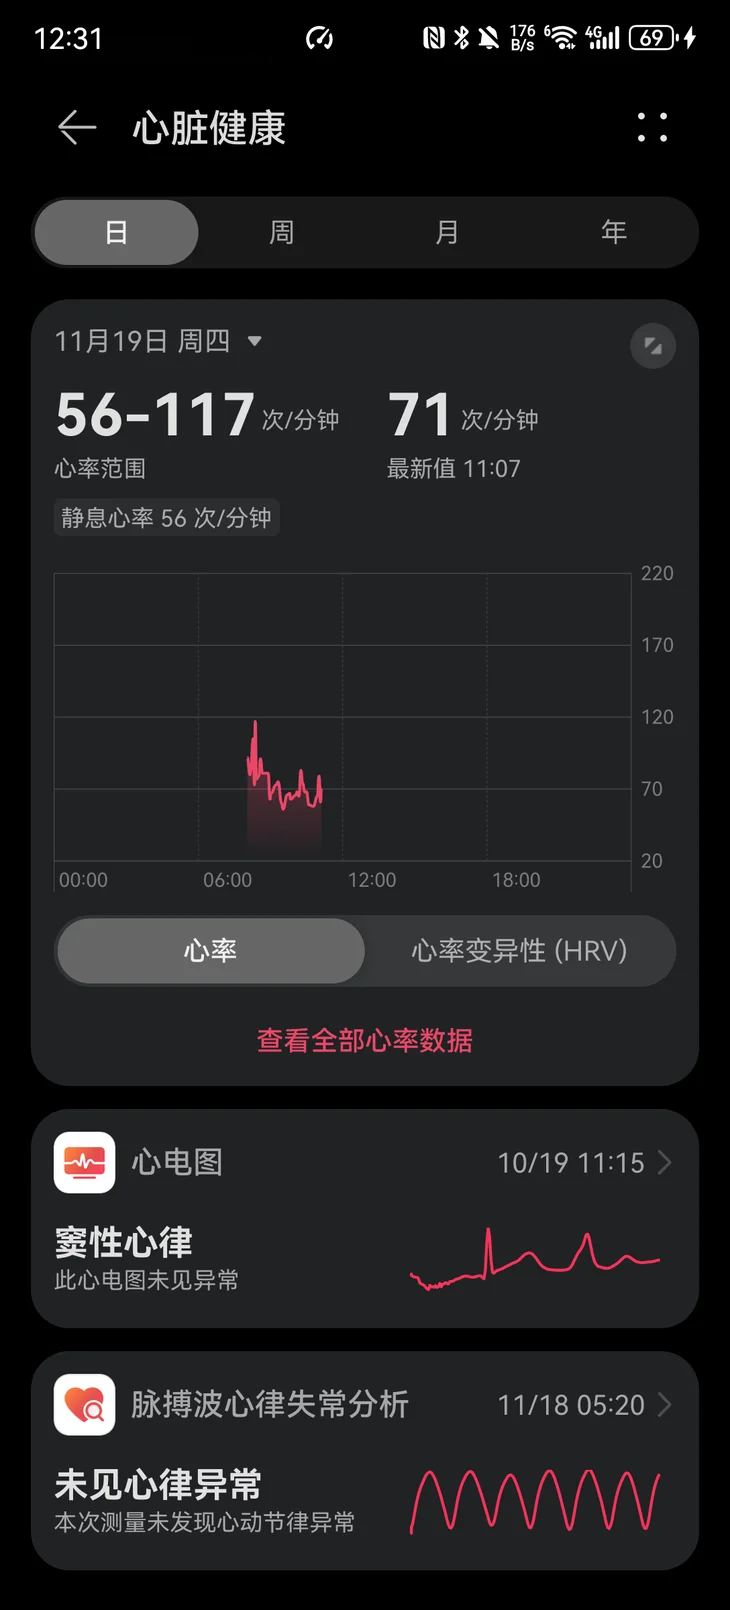 12:31
176 B/s 6 4G 69
心脏健康
日 周 月 年
11月19日 周四
56-117 次/分钟 71 次/分钟
心率范围 最新值 11:07
静息心率 56 次/分钟
220
170
120
70
20
00:00 06:00 12:00 18:00
心率 心率变异性 (HRV)
查看全部心率数据
心电图 10/19 11:15
窦性心律
此心电图未见异常
脉搏波心律失常分析 11/18 05:20
未见心律异常
本次测量未发现心动节律异常